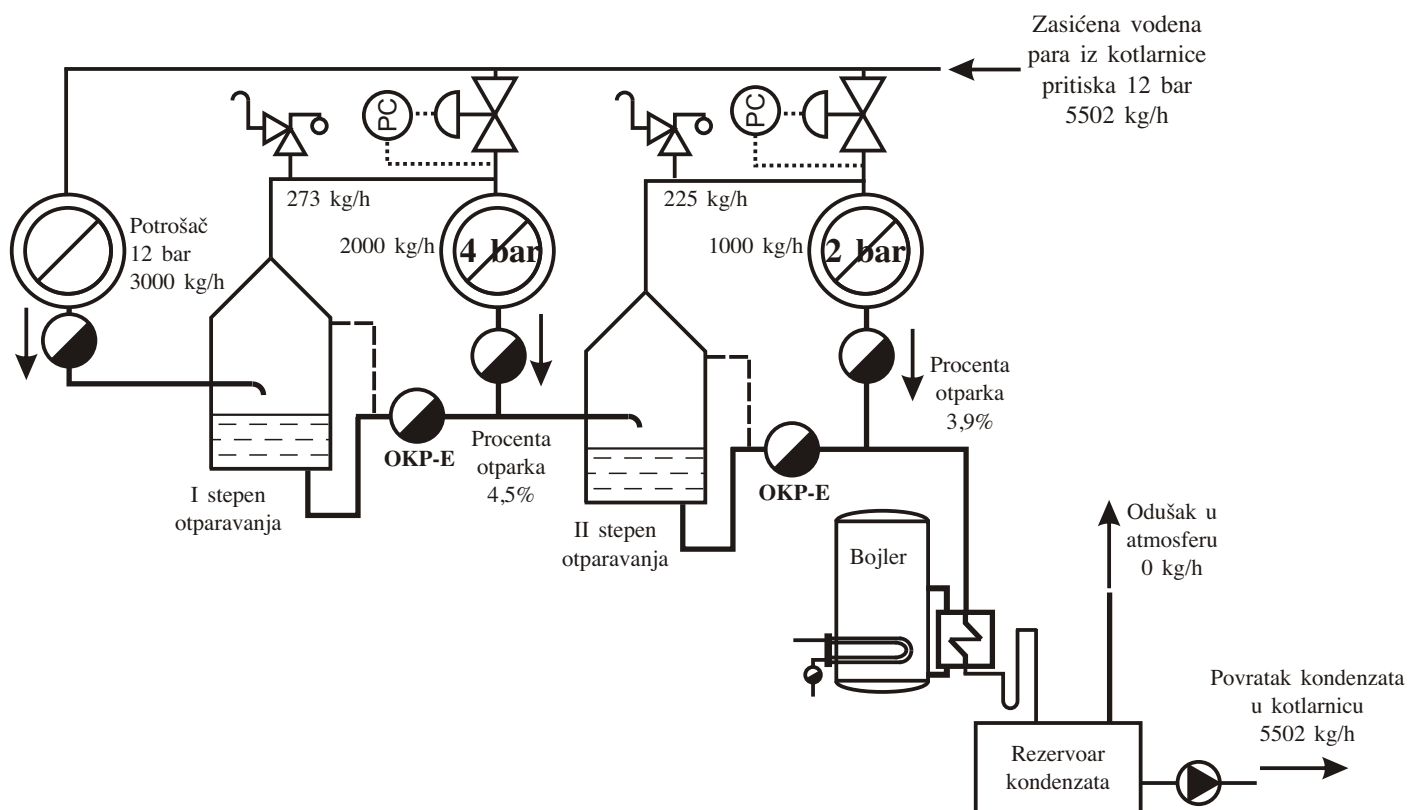 Zasićena vodena
para iz kotlarnice
pritiska 12 bar
5502 kg/h
PC
PC
273 kg/h
225 kg/h
Potrošač
12 bar
3000 kg/h
2000 kg/h
4 bar
1000 kg/h
2 bar
Procenta
otparka
3,9%
OKP-E
Procenta
otparka
4,5%
OKP-E
I stepen
otparavanja
II stepen
otparavanja
Bojler
Odušak u
atmosferu
0 kg/h
Povratak kondenzata
u kotlarnicu
5502 kg/h
Rezervoar
kondenzata